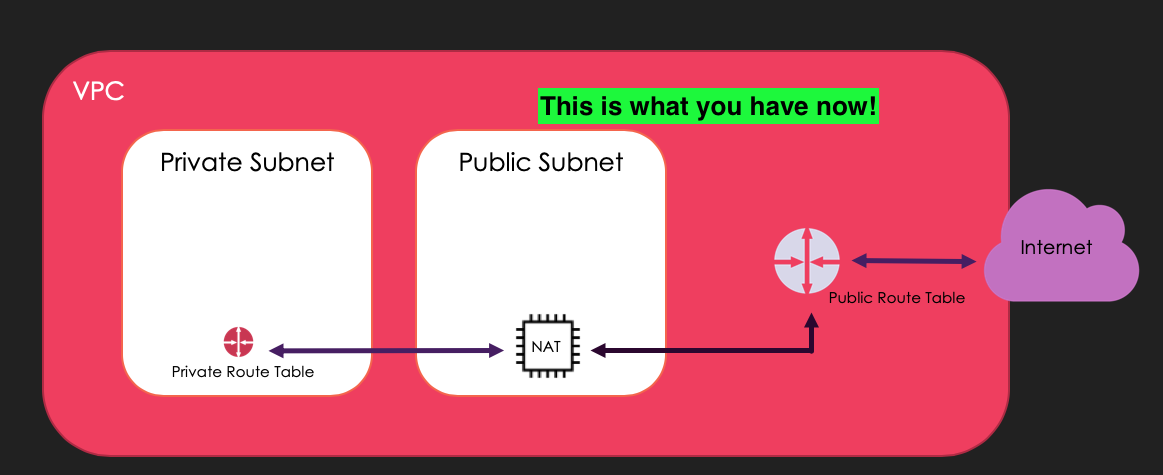 VPC
This is what you have now!
Private Subnet
Public Subnet
Internet
Public Route Table
NAT
Private Route Table